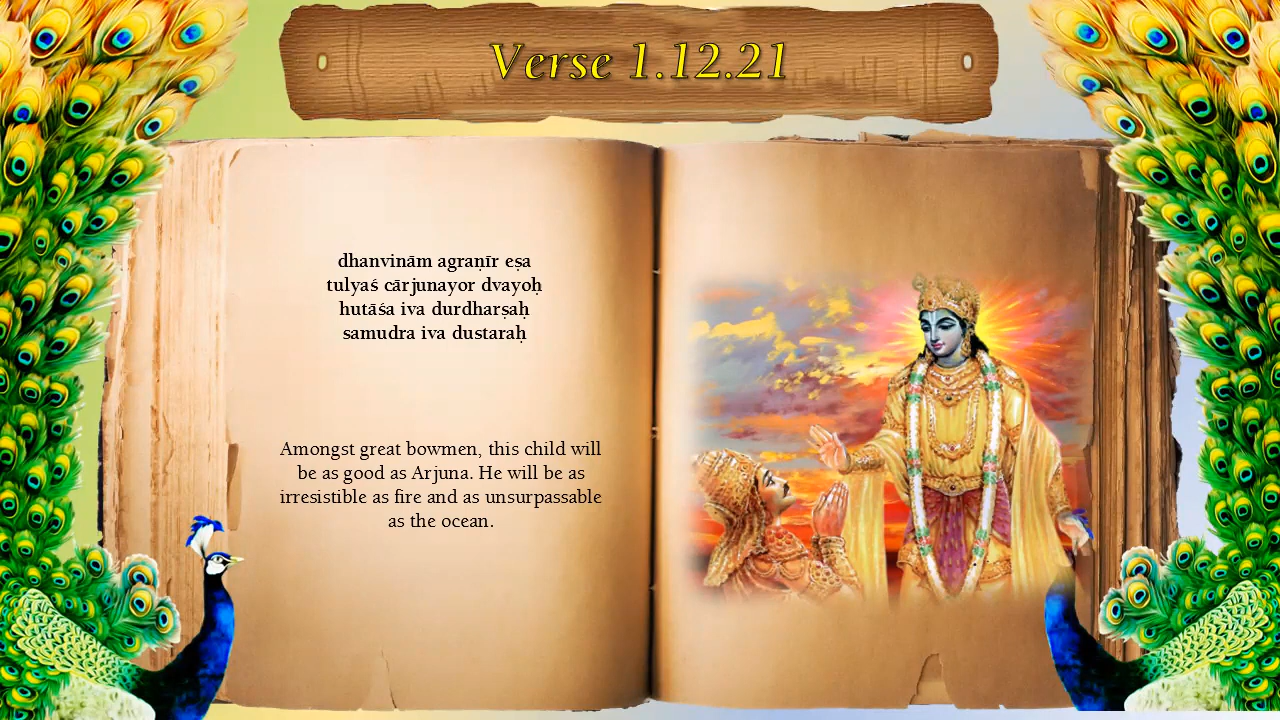 Verse 1.12.21
dhanvinām agraṇīr eṣa
tulyaś cārjunayor dvayoḥ
hutāśa iva durdharṣaḥ
samudra iva dustaraḥ
Amongst great bowmen, this child will
be as good as Arjuna. He will be as
irresistible as fire and as unsurpassable
as the ocean.